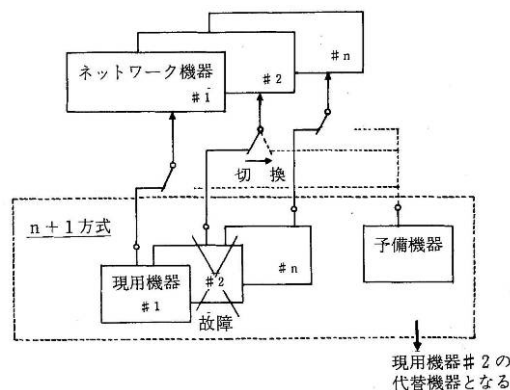 ネットワーク機器
#1
#2
#n
切換
n+1方式
現用機器
#1
#2
#n
故障
予備機器
現用機器#2の
代替機器となる